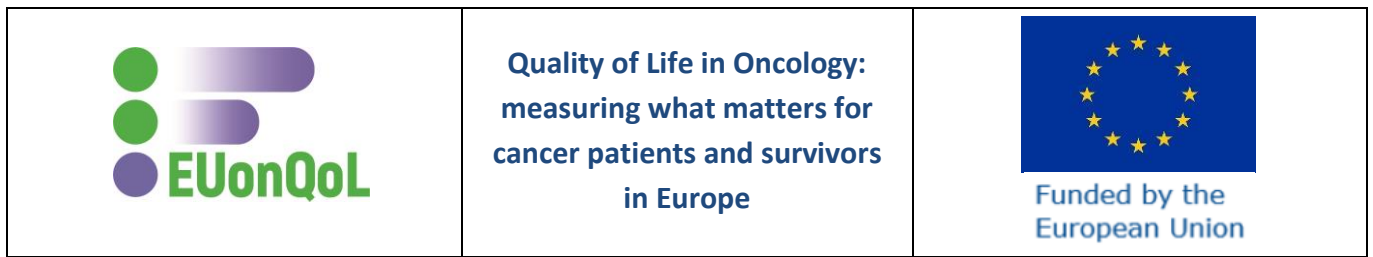 EUonQoL
Quality of Life in Oncology:
measuring what matters for
cancer patients and survivors
in Europe
Funded by the
European Union